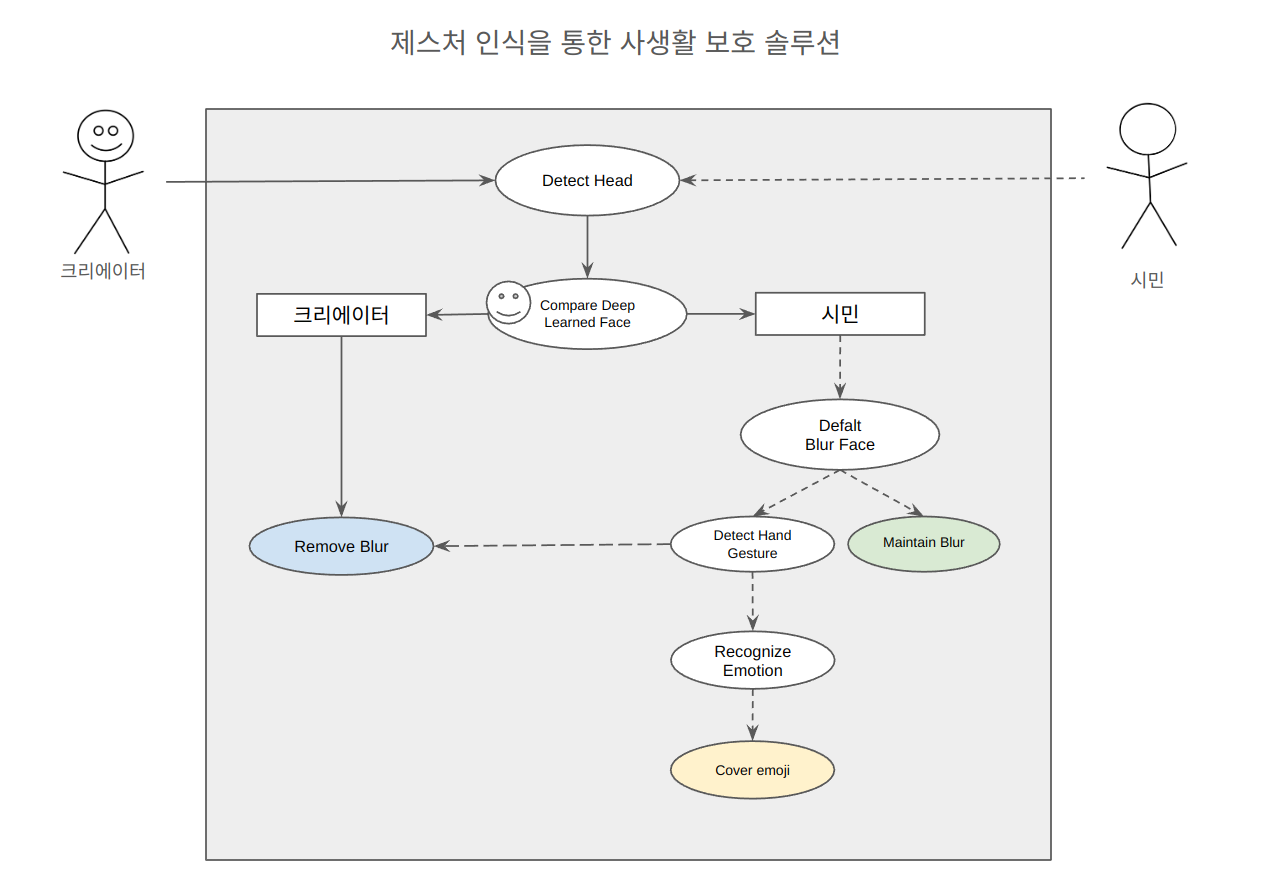 제스처 인식을 통한 사생활 보호 솔루션
Detect Head
크리에이터
시민
크리에이터
Compare Deep
Learned Face
시민
Defalt
Blur Face
Remove Blur
Detect Hand
Gesture
Maintain Blur
Recognize
Emotion
Cover emoji